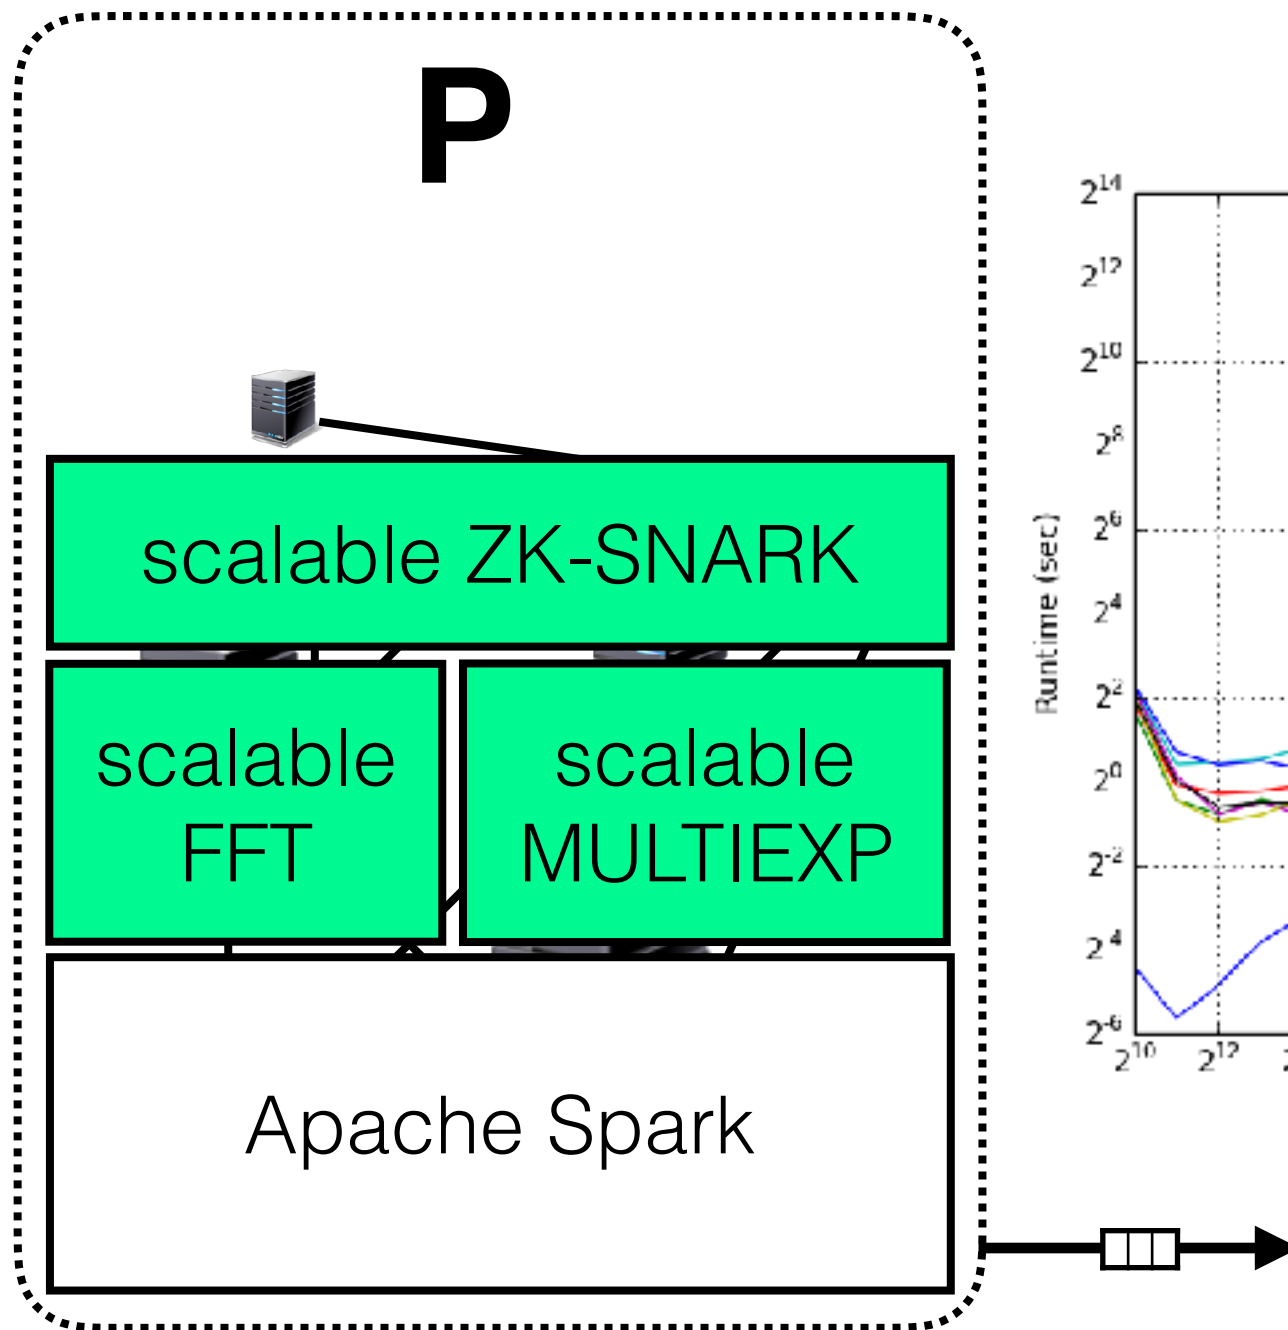 P
scalable ZK-SNARK
scalable
FFT
scalable
MULTIEXP
Apache Spark
Runtime (sec)
2^14
2^12
2^10
2^8
2^6
2^4
2^2
2^0
2^-2
2^-4
2^-6
2^10 2^12